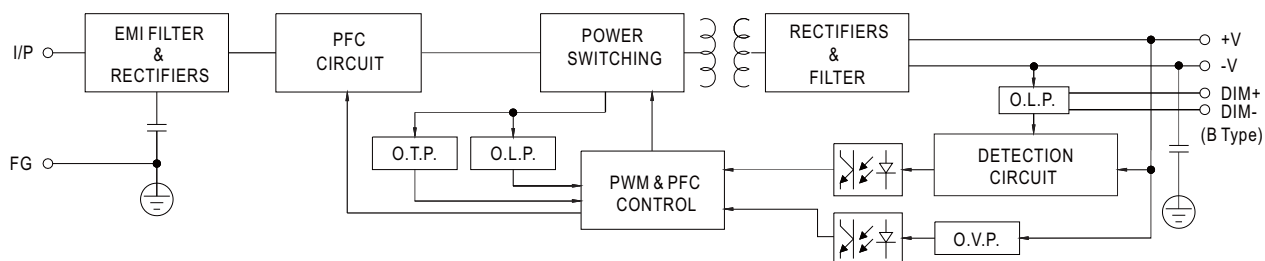 I/P
EMI FILTER
&
RECTIFIERS
PFC
CIRCUIT
POWER
SWITCHING
RECTIFIERS
&
FILTER
+V
-V
O.L.P.
DIM+
DIM-
(B Type)
FG
O.T.P.
O.L.P.
PWM & PFC
CONTROL
DETECTION
CIRCUIT
O.V.P.